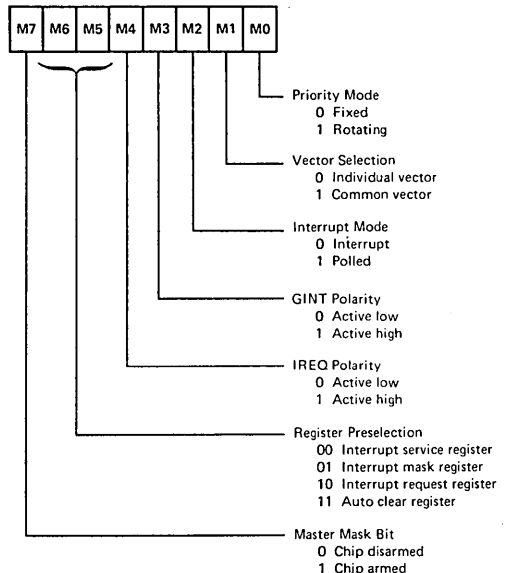 M7 M6 M5 M4 M3 M2 M1 M0
Priority Mode
0 Fixed
1 Rotating
Vector Selection
0 Individual vector
1 Common vector
Interrupt Mode
0 Interrupt
1 Polled
GINT Polarity
0 Active low
1 Active high
IREQ Polarity
0 Active low
1 Active high
Register Preselection
00 Interrupt service register
01 Interrupt mask register
10 Interrupt request register
11 Auto clear register
Master Mask Bit
0 Chip disarmed
1 Chip armed